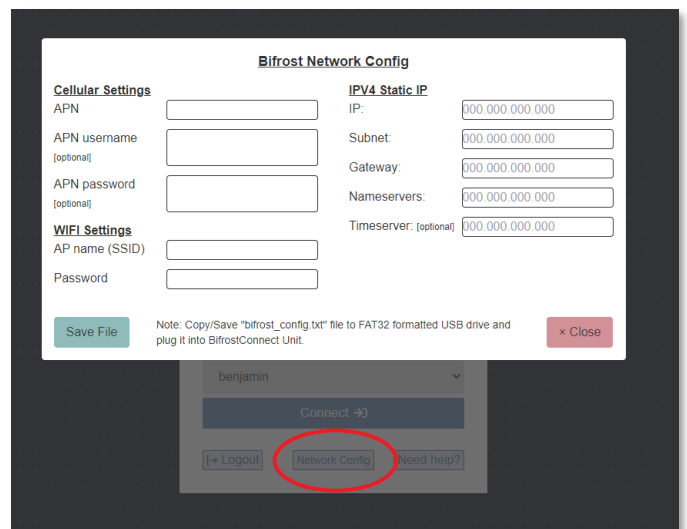 Bifrost Network Config
Cellular Settings
APN
APN username
[optional]
APN password
[optional]
WIFI Settings
AP name (SSID)
Password
IPV4 Static IP
IP: 000.000.000.000
Subnet: 000.000.000.000
Gateway: 000.000.000.000
Nameservers: 000.000.000.000
Timeserver: [optional] 000.000.000.000
Save File
Note: Copy/Save "bifrost_config.txt" file to FAT32 formatted USB drive and
plug it into BifrostConnect Unit.
× Close
benjamin
Connect
Logout Network Config Need help?